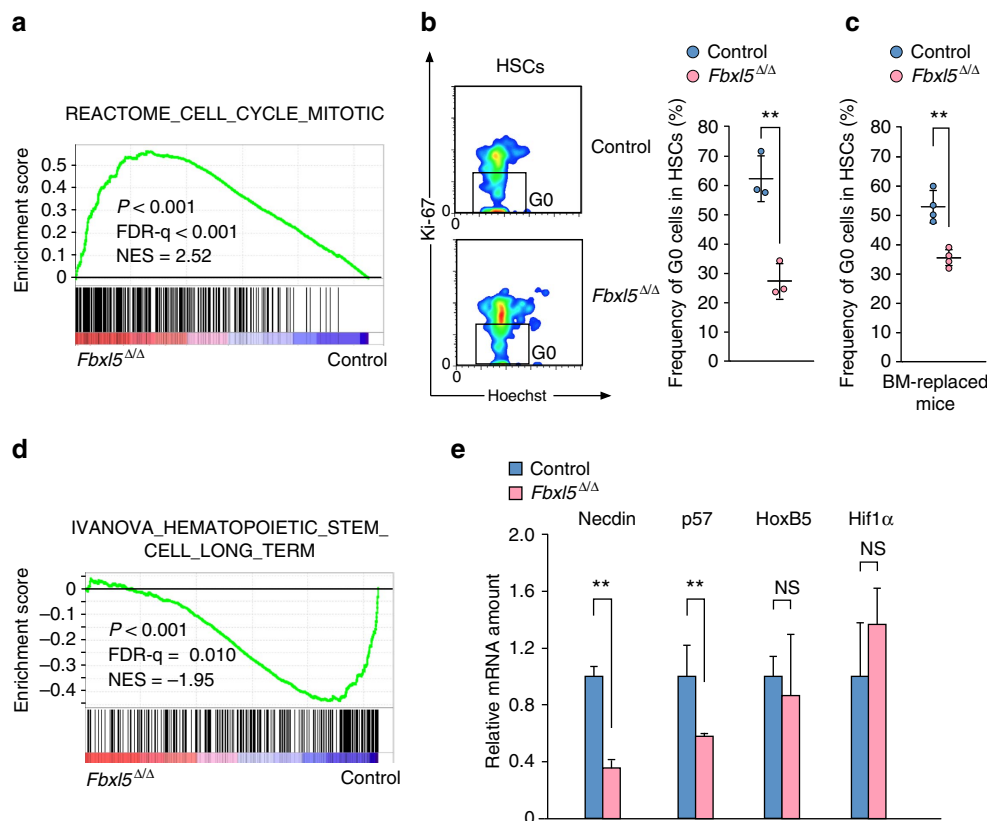 a
REACTOME_CELL_CYCLE_MITOTIC
Enrichment score
0.5
0.4
0.3
0.2
0.1
0
P < 0.001
FDR-q < 0.001
NES = 2.52
Fbxl5Δ/Δ
Control
b
HSCs
Control
Fbxl5Δ/Δ
G0
G0
Ki-67
0
0
0
0
Hoechst
Control
Fbxl5Δ/Δ
**
Frequency of G0 cells in HSCs (%)
80
70
60
50
40
30
20
10
0
c
Control
Fbxl5Δ/Δ
**
Frequency of G0 cells in HSCs (%)
80
70
60
50
40
30
20
10
0
BM-replaced
mice
d
IVANOVA_HEMATOPOIETIC_STEM_
CELL_LONG_TERM
Enrichment score
0
−0.1
−0.2
−0.3
−0.4
P < 0.001
FDR-q = 0.010
NES = −1.95
Fbxl5Δ/Δ
Control
e
Control
Fbxl5Δ/Δ
Necdin
p57
HoxB5
Hif1α
Relative mRNA amount
2.0
1.6
1.2
0.8
0.4
0
**
**
NS
NS